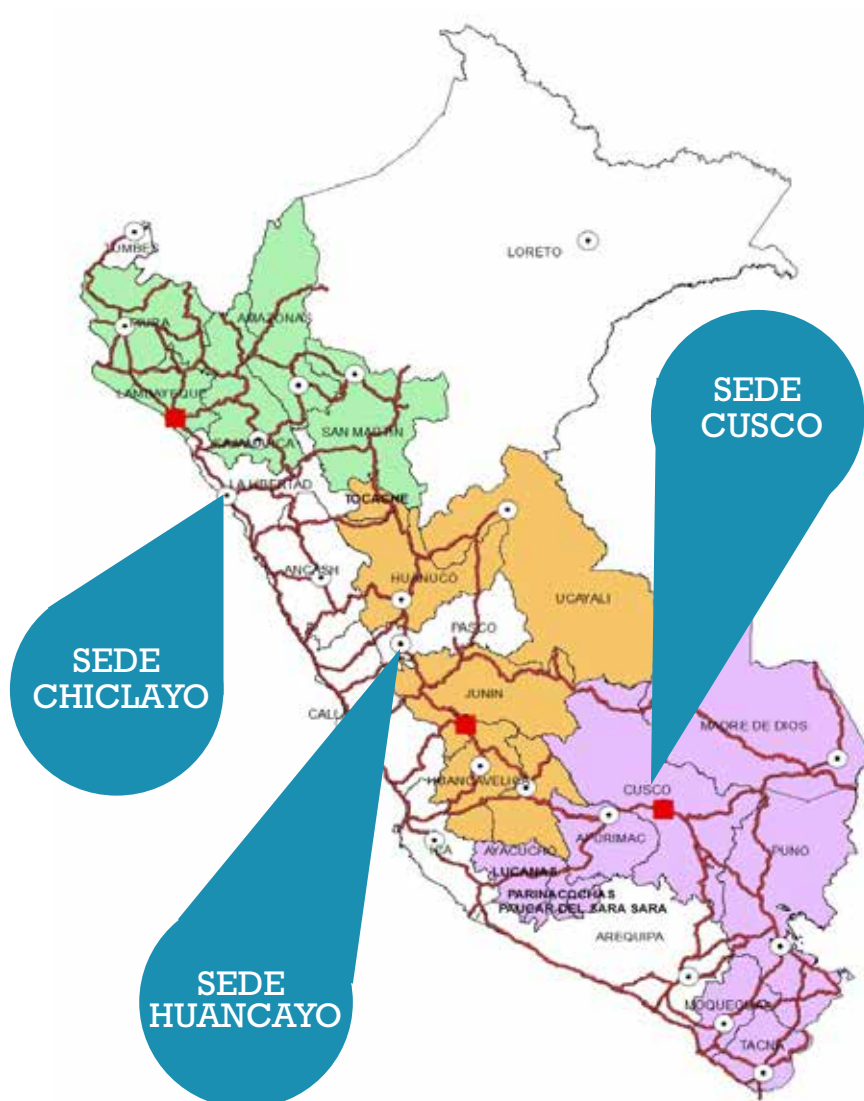 TUMBES
LORETO
PIURA
AMAZONAS
LAMBAYEQUE
CAJAMARCA
SAN MARTIN
SEDE
CUSCO
LA LIBERTAD
TOCACHE
ANCASH
HUANUCO
UCAYALI
PASCO
SEDE
CHICLAYO
JUNIN
CALL
MADRE DE DIOS
HUANCAVELICA
CUSCO
ICA
AYACUCHO
APURIMAC
PUNO
LUCANAS
PARINACOCHAS
PAUCAR DEL SARA SARA
AREQUIPA
SEDE
HUANCAYO
MOQUEGUA
TACNA